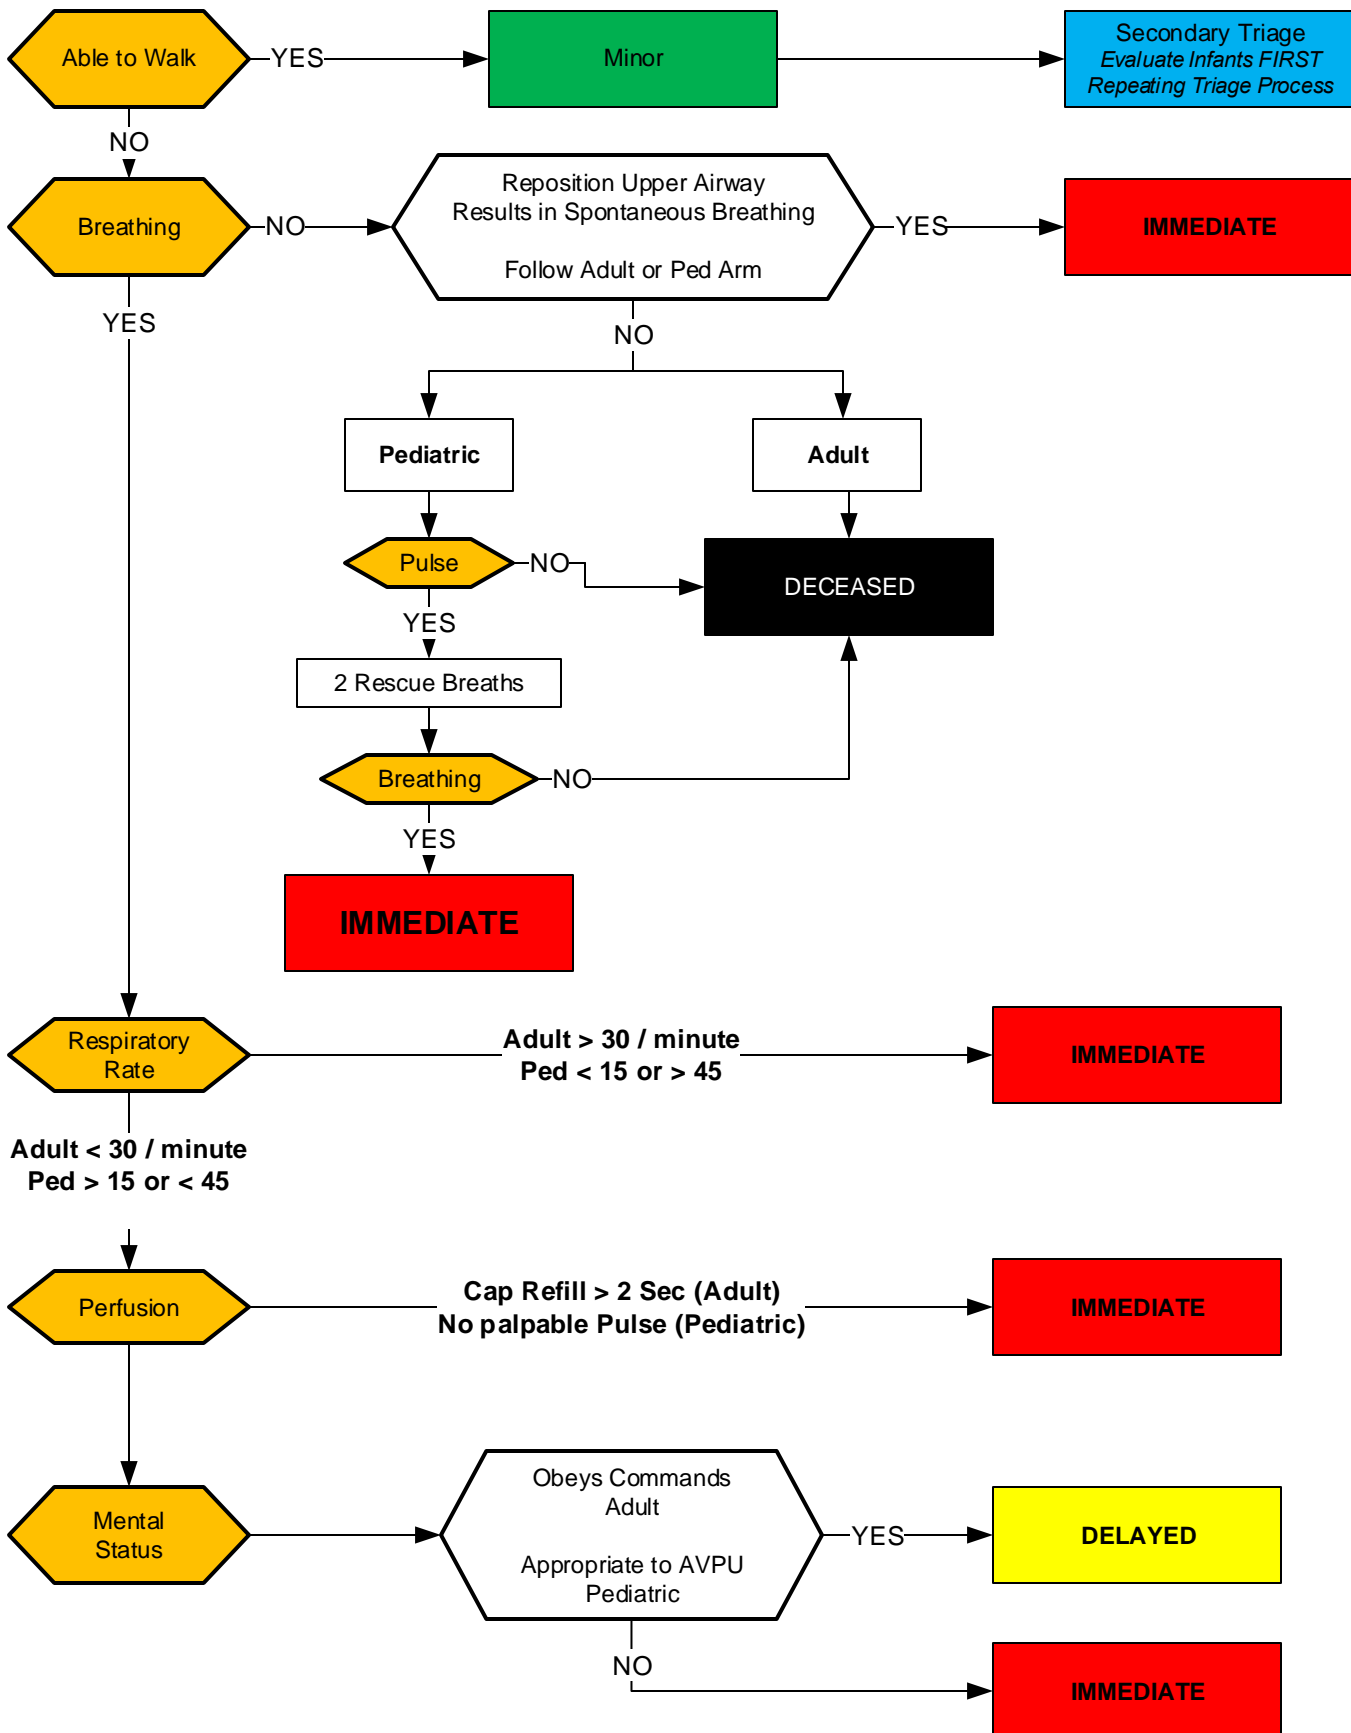 Able to Walk
YES
Minor
Secondary Triage
Evaluate Infants FIRST
Repeating Triage Process
NO
Breathing
NO
Reposition Upper Airway
Results in Spontaneous Breathing
Follow Adult or Ped Arm
YES
IMMEDIATE
YES
NO
Pediatric
Adult
Pulse
NO
DECEASED
YES
2 Rescue Breaths
Breathing
NO
YES
IMMEDIATE
Respiratory
Rate
Adult > 30 / minute
Ped < 15 or > 45
IMMEDIATE
Adult < 30 / minute
Ped > 15 or < 45
Perfusion
Cap Refill > 2 Sec (Adult)
No palpable Pulse (Pediatric)
IMMEDIATE
Mental
Status
Obeys Commands
Adult
Appropriate to AVPU
Pediatric
YES
DELAYED
NO
IMMEDIATE